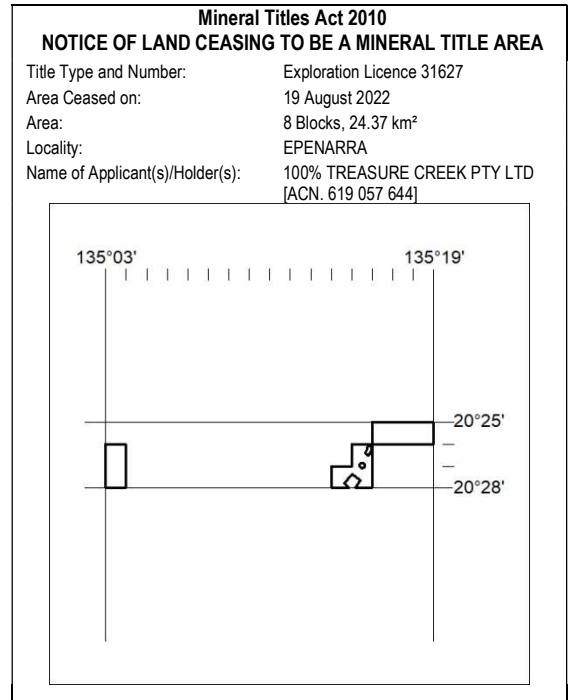 Mineral Titles Act 2010
NOTICE OF LAND CEASING TO BE A MINERAL TITLE AREA
Title Type and Number: Exploration Licence 31627
Area Ceased on: 19 August 2022
Area: 8 Blocks, 24.37 km²
Locality: EPENARRA
Name of Applicant(s)/Holder(s): 100% TREASURE CREEK PTY LTD
[ACN. 619 057 644]
135°03' 135°19'
20°25'
20°28'